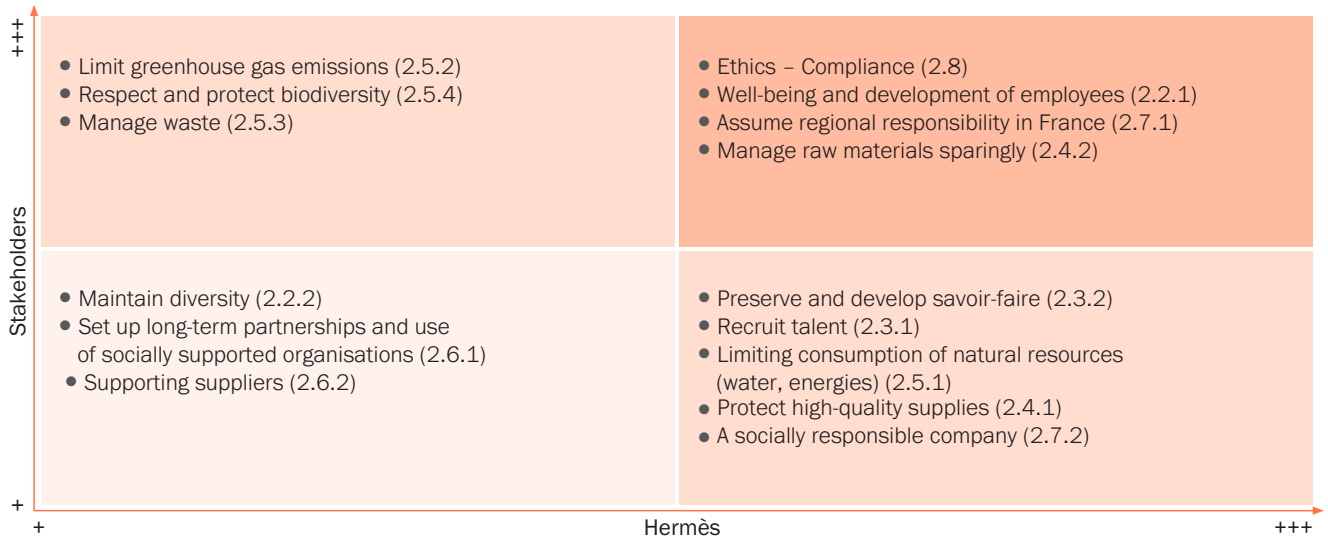 +++
Stakeholders
● Limit greenhouse gas emissions (2.5.2)
● Respect and protect biodiversity (2.5.4)
● Manage waste (2.5.3)
● Ethics – Compliance (2.8)
● Well-being and development of employees (2.2.1)
● Assume regional responsibility in France (2.7.1)
● Manage raw materials sparingly (2.4.2)
● Maintain diversity (2.2.2)
● Set up long-term partnerships and use
of socially supported organisations (2.6.1)
● Supporting suppliers (2.6.2)
● Preserve and develop savoir-faire (2.3.2)
● Recruit talent (2.3.1)
● Limiting consumption of natural resources
(water, energies) (2.5.1)
● Protect high-quality supplies (2.4.1)
● A socially responsible company (2.7.2)
+
+
Hermès
+++